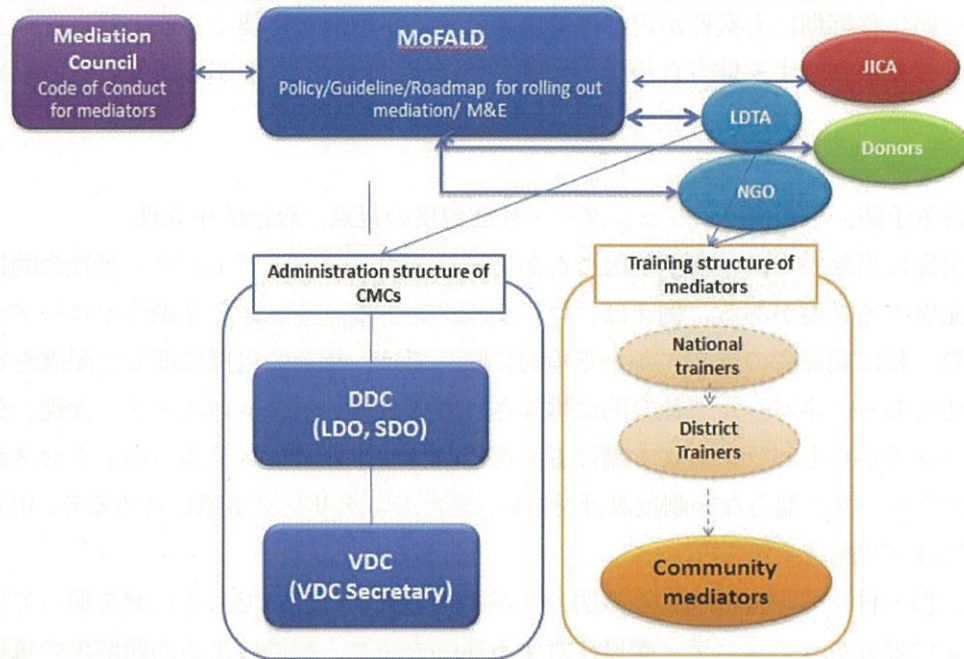 Mediation
Council
Code of Conduct
for mediators
MoFALD
Policy/Guideline/Roadmap for rolling out
mediation/ M&E
JICA
LDTA
Donors
NGO
Administration structure of
CMCs
DDC
(LDO, SDO)
VDC
(VDC Secretary)
Training structure of
mediators
National
trainers
District
Trainers
Community
mediators